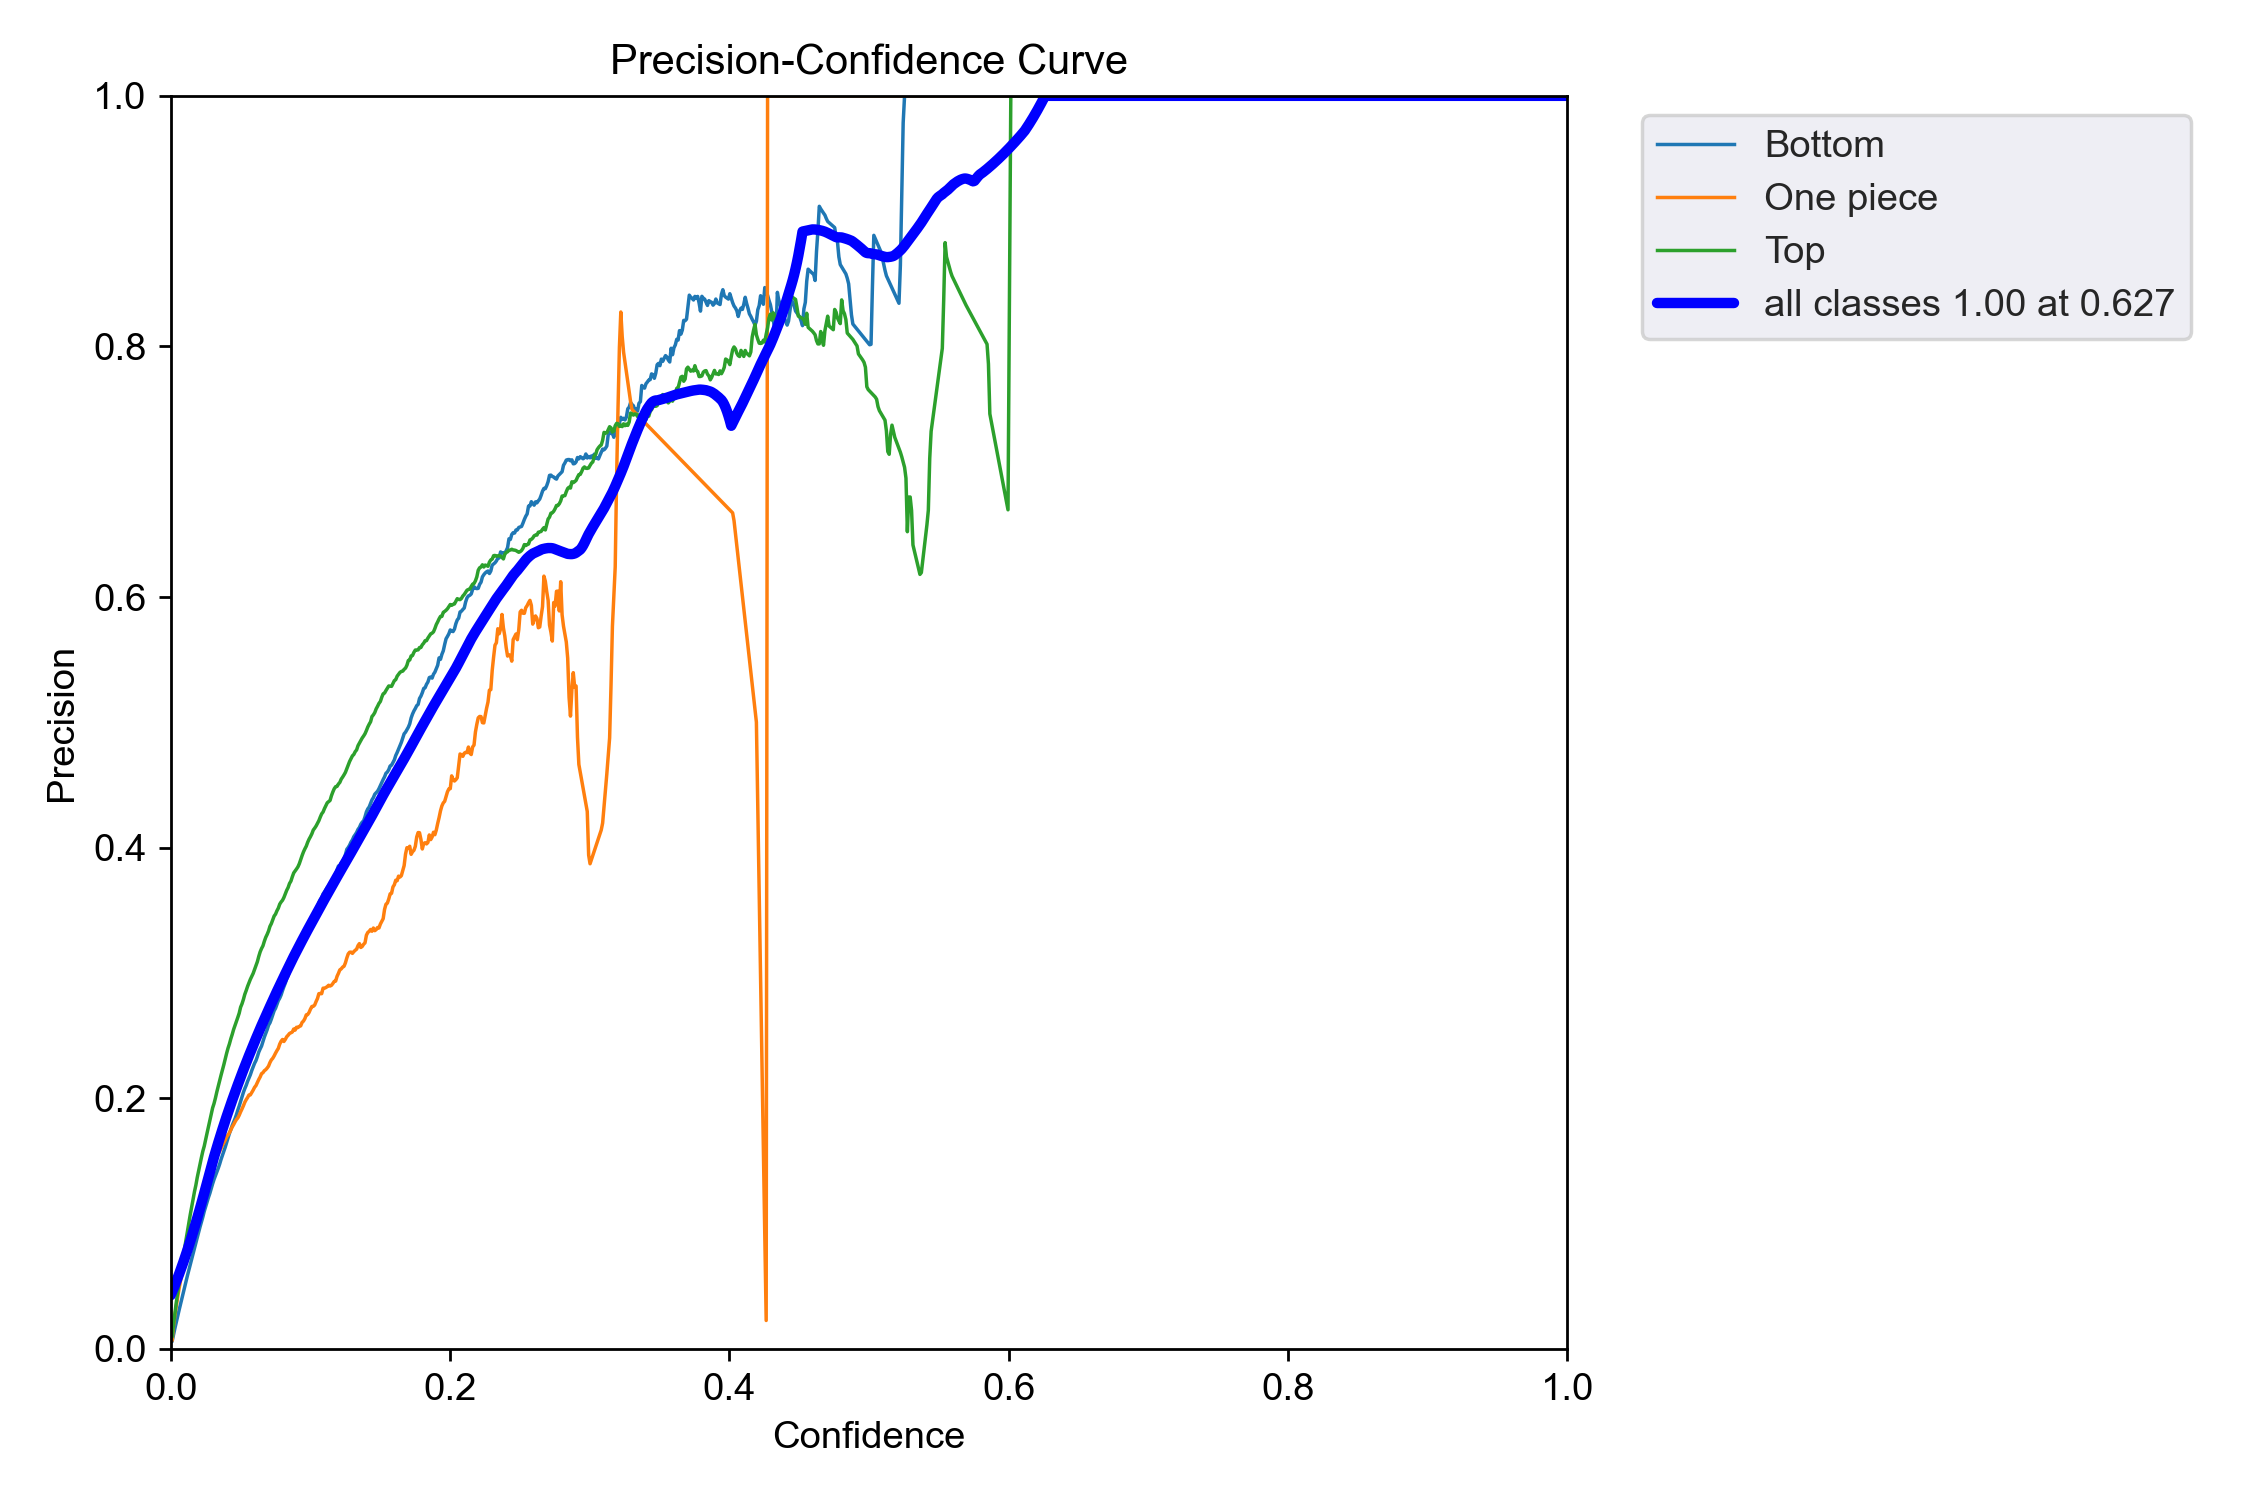 Precision-Confidence Curve
1.0
0.8
0.6
0.4
0.2
0.0
Precision
0.0 0.2 0.4 0.6 0.8 1.0
Confidence
Bottom
One piece
Top
all classes 1.00 at 0.627